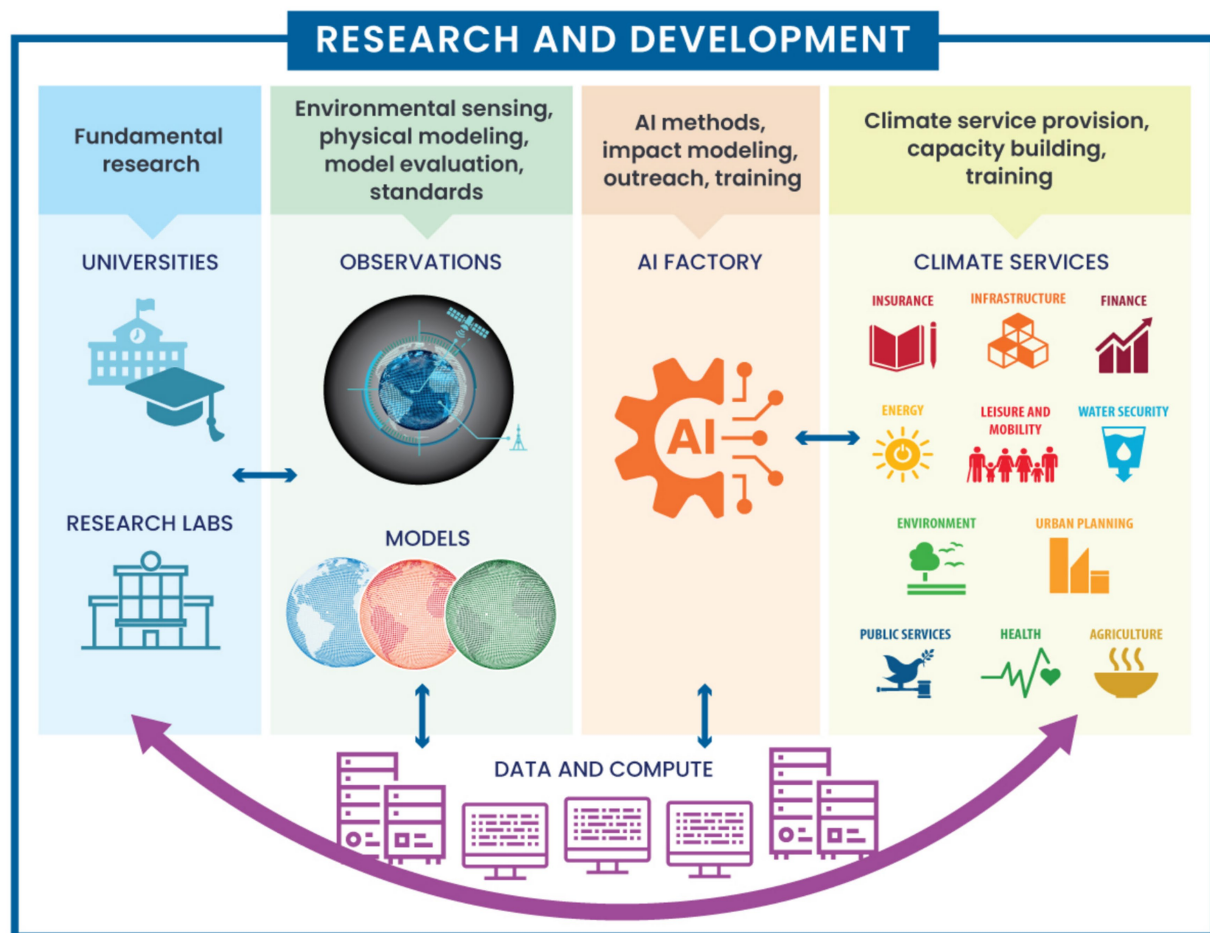 RESEARCH AND DEVELOPMENT
Fundamental
research
UNIVERSITIES
RESEARCH LABS
Environmental sensing,
physical modeling,
model evaluation,
standards
OBSERVATIONS
MODELS
AI methods,
impact modeling,
outreach, training
AI FACTORY
AI
Climate service provision,
capacity building,
training
CLIMATE SERVICES
INSURANCE
INFRASTRUCTURE
FINANCE
ENERGY
LEISURE AND
MOBILITY
WATER SECURITY
ENVIRONMENT
URBAN PLANNING
PUBLIC SERVICES
HEALTH
AGRICULTURE
DATA AND COMPUTE